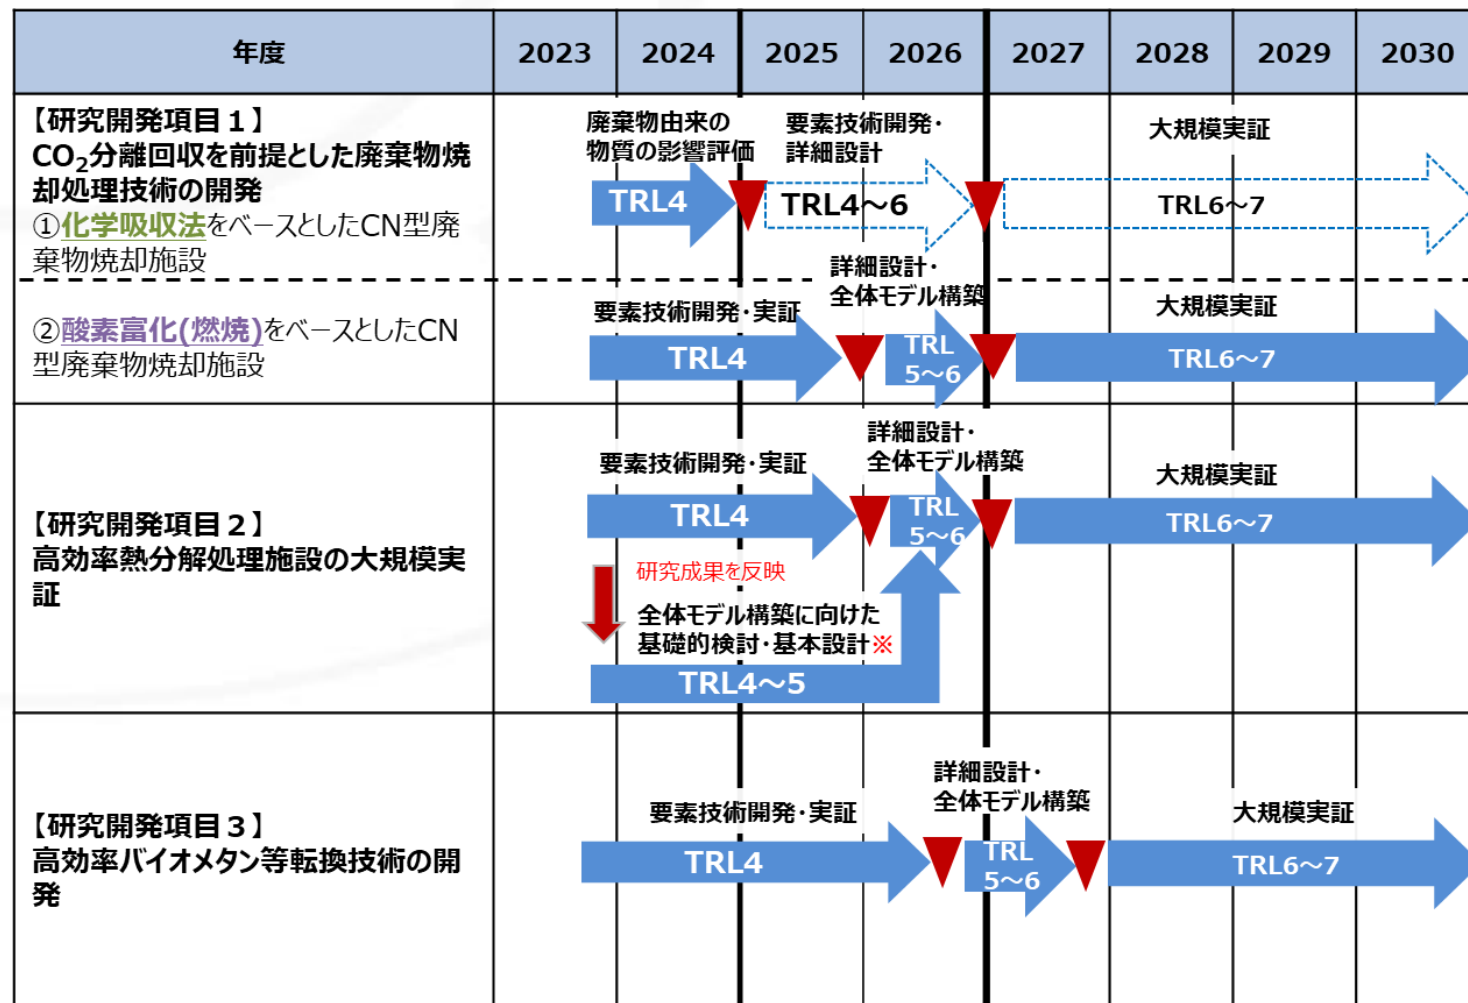 年度 2023 2024 2025 2026 2027 2028 2029 2030
【研究開発項目１】
CO₂分離回収を前提とした廃棄物焼
却処理技術の開発
①化学吸収法をベースとしたCN型廃
棄物焼却施設
廃棄物由来の
物質の影響評価
TRL4
要素技術開発・
詳細設計
TRL4～6
大規模実証
TRL6～7
②酸素富化(燃焼)をベースとしたCN
型廃棄物焼却施設
要素技術開発・実証
TRL4
詳細設計・
全体モデル構築
TRL
5～6
大規模実証
TRL6～7
【研究開発項目２】
高効率熱分解処理施設の大規模実
証
要素技術開発・実証
TRL4
詳細設計・
全体モデル構築
TRL
5～6
大規模実証
TRL6～7
研究成果を反映
全体モデル構築に向けた
基礎的検討・基本設計※
TRL4～5
【研究開発項目３】
高効率バイオメタン等転換技術の開
発
要素技術開発・実証
TRL4
詳細設計・
全体モデル構築
TRL
5～6
大規模実証
TRL6～7